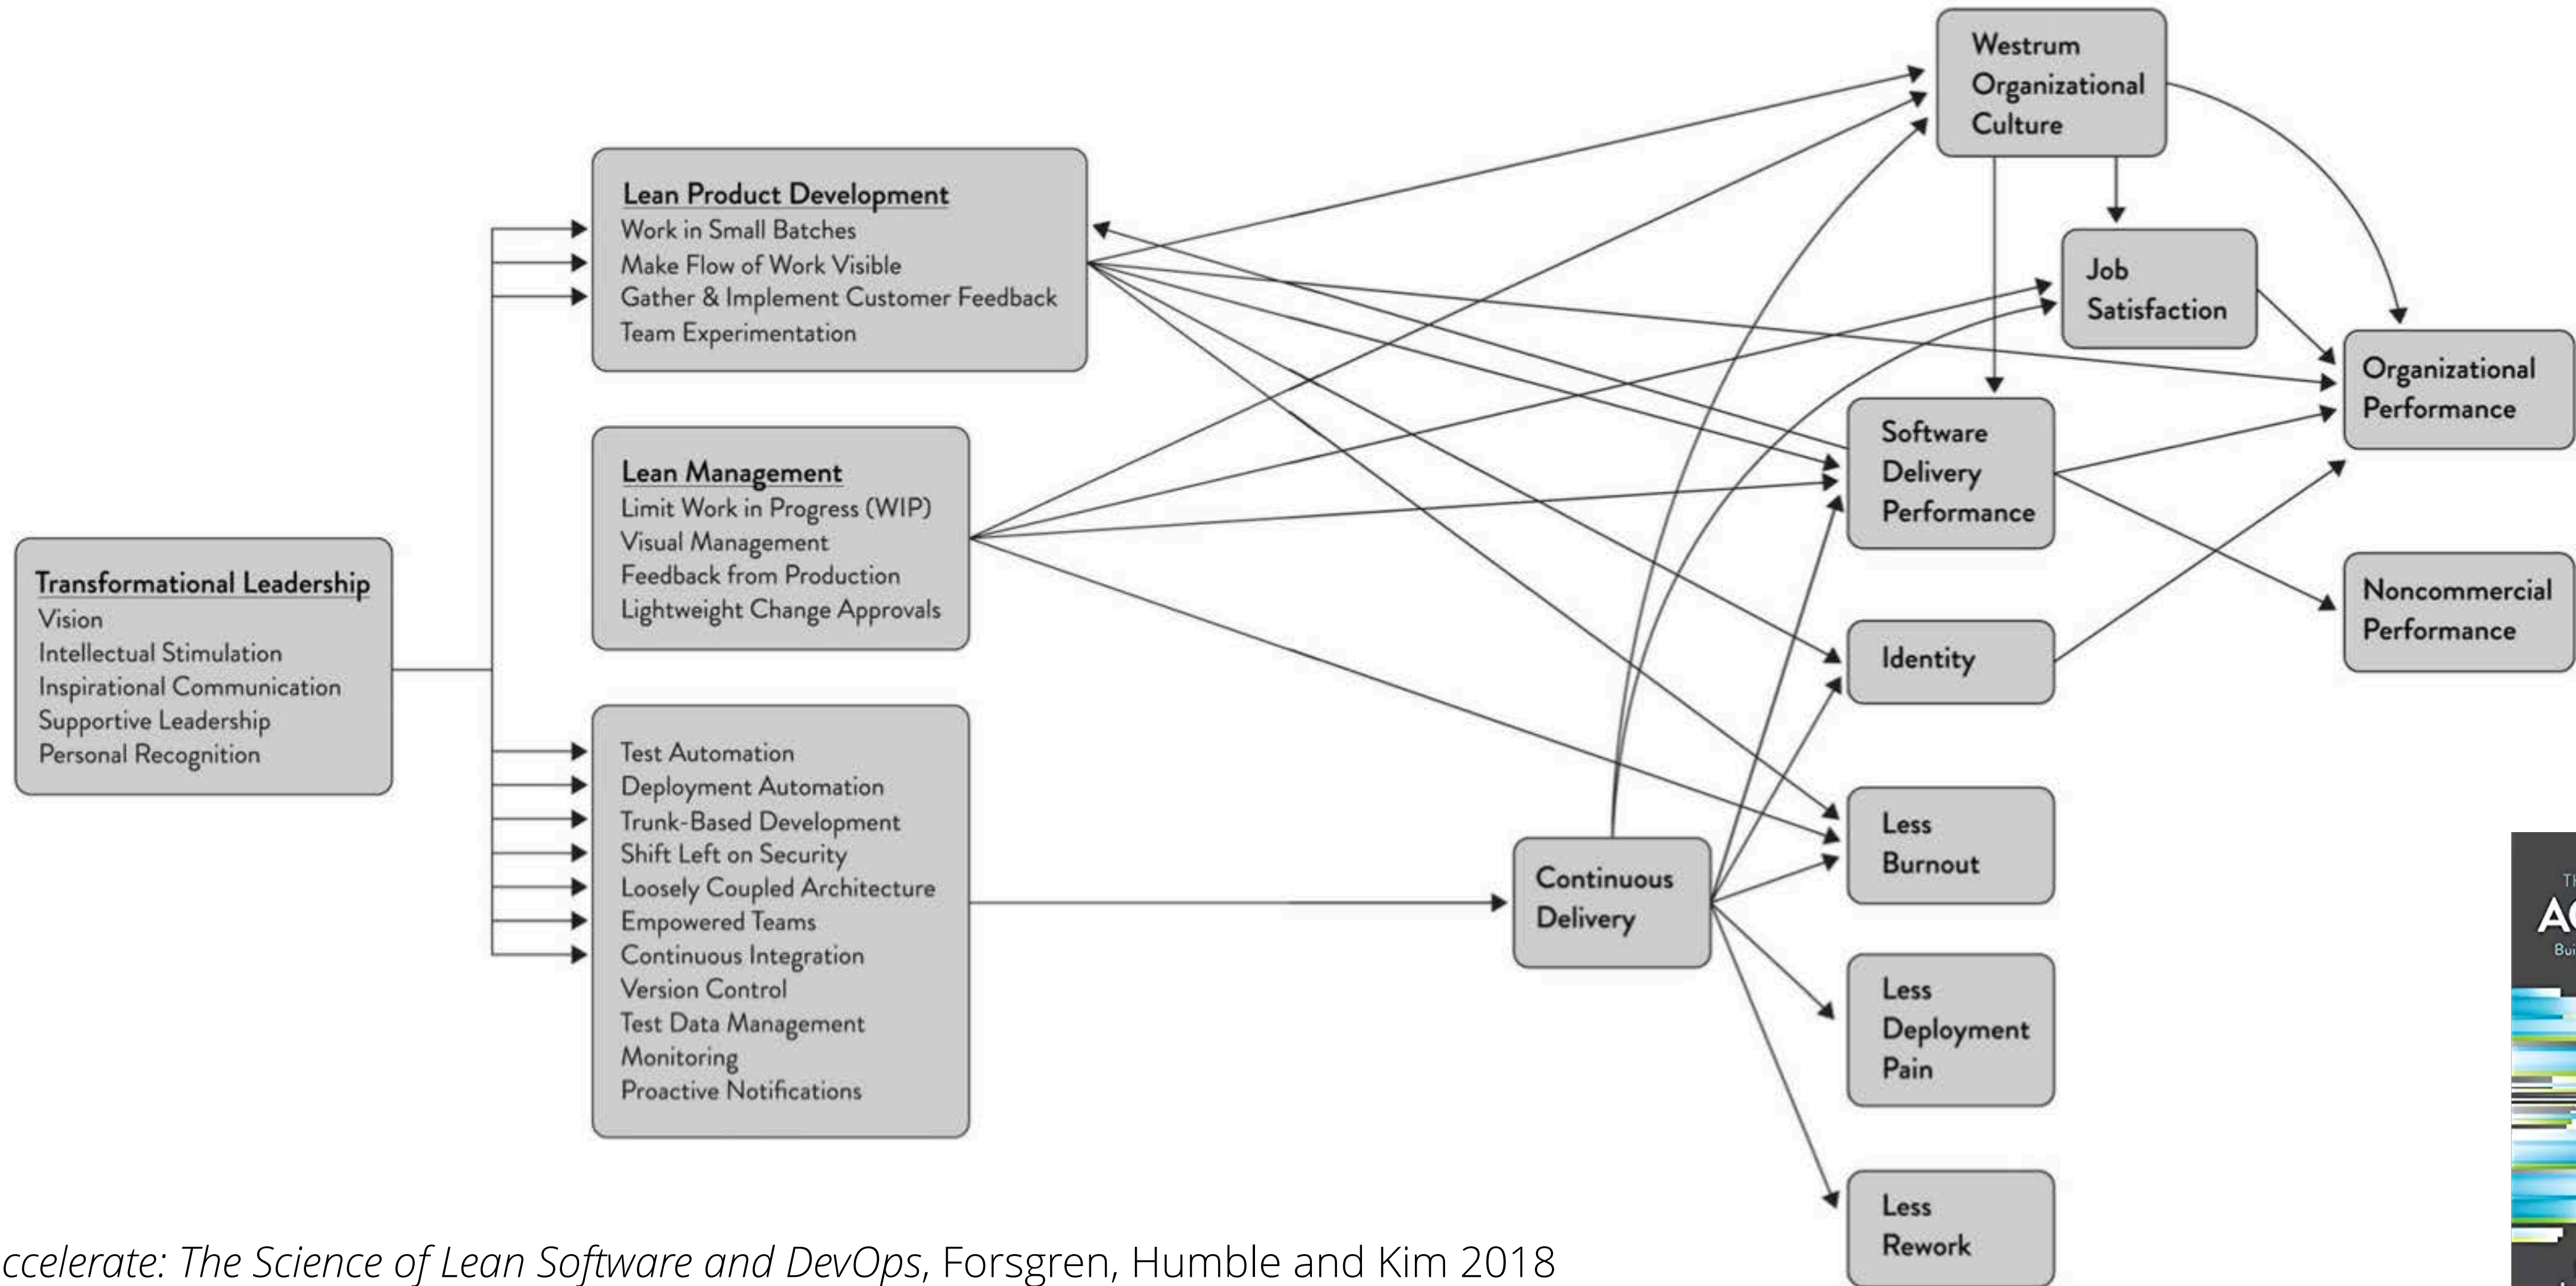 Transformational Leadership
Vision
Intellectual Stimulation
Inspirational Communication
Supportive Leadership
Personal Recognition
Lean Product Development
Work in Small Batches
Make Flow of Work Visible
Gather & Implement Customer Feedback
Team Experimentation
Lean Management
Limit Work in Progress (WIP)
Visual Management
Feedback from Production
Lightweight Change Approvals
Test Automation
Deployment Automation
Trunk-Based Development
Shift Left on Security
Loosely Coupled Architecture
Empowered Teams
Continuous Integration
Version Control
Test Data Management
Monitoring
Proactive Notifications
Continuous
Delivery
Westrum
Organizational
Culture
Job
Satisfaction
Software
Delivery
Performance
Identity
Less
Burnout
Less
Deployment
Pain
Less
Rework
Organizational
Performance
Noncommercial
Performance
ccelerate: The Science of Lean Software and DevOps, Forsgren, Humble and Kim 2018